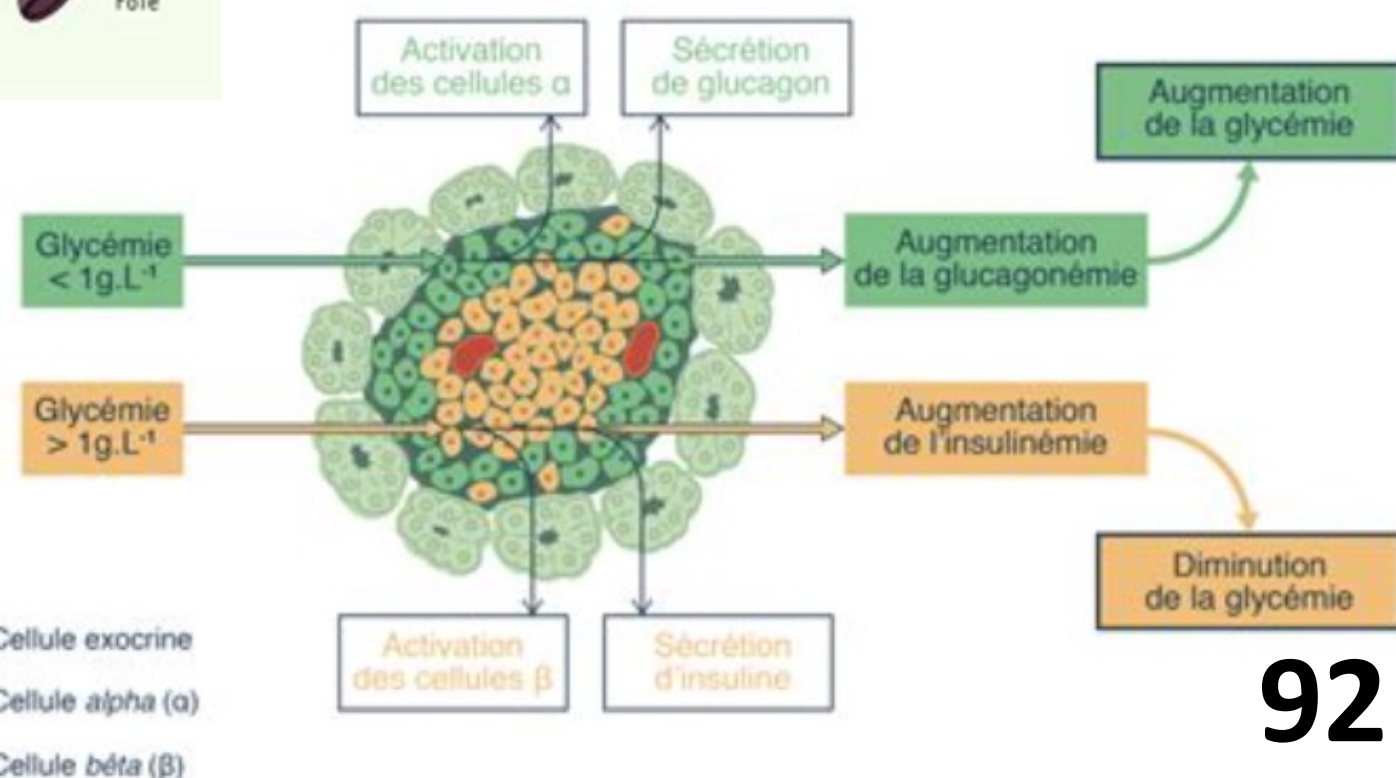 rôle
Activation
des cellules α
Sécrétion
de glucagon
Augmentation
de la glycémie
Glycémie
< 1g.L⁻¹
Augmentation
de la glucagonémie
Glycémie
> 1g.L⁻¹
Augmentation
de l'insulinémie
Diminution
de la glycémie
Activation
des cellules β
Sécrétion
d'insuline
Cellule exocrine
Cellule alpha (α)
Cellule bêta (β)
92